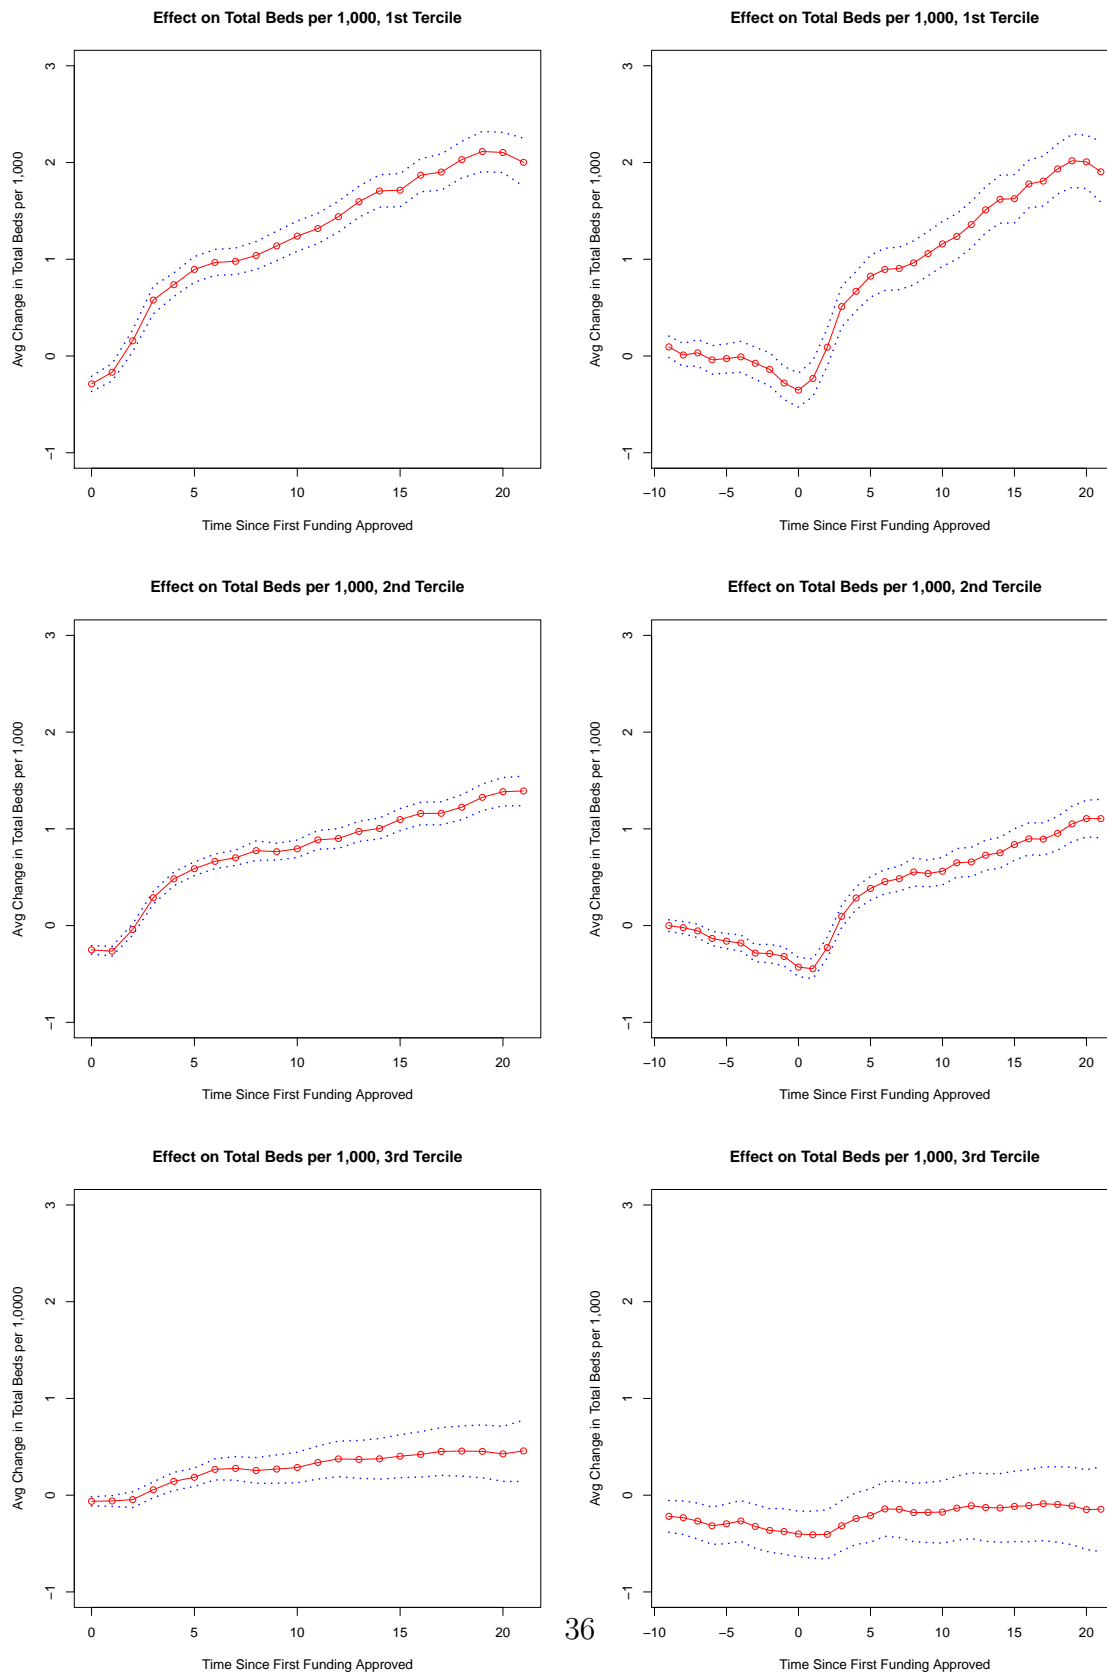 Effect on Total Beds per 1,000, 1st Tercile
Avg Change in Total Beds per 1,000
3
2
1
0
−1
0 5 10 15 20
Time Since First Funding Approved
Effect on Total Beds per 1,000, 1st Tercile
Avg Change in Total Beds per 1,000
3
2
1
0
−1
−10 −5 0 5 10 15 20
Time Since First Funding Approved
Effect on Total Beds per 1,000, 2nd Tercile
Avg Change in Total Beds per 1,000
3
2
1
0
−1
0 5 10 15 20
Time Since First Funding Approved
Effect on Total Beds per 1,000, 2nd Tercile
Avg Change in Total Beds per 1,000
3
2
1
0
−1
−10 −5 0 5 10 15 20
Time Since First Funding Approved
Effect on Total Beds per 1,000, 3rd Tercile
Avg Change in Total Beds per 1,0000
3
2
1
0
−1
0 5 10 15 20
Time Since First Funding Approved
Effect on Total Beds per 1,000, 3rd Tercile
Avg Change in Total Beds per 1,000
3
2
1
0
−1
−10 −5 0 5 10 15 20
Time Since First Funding Approved
36